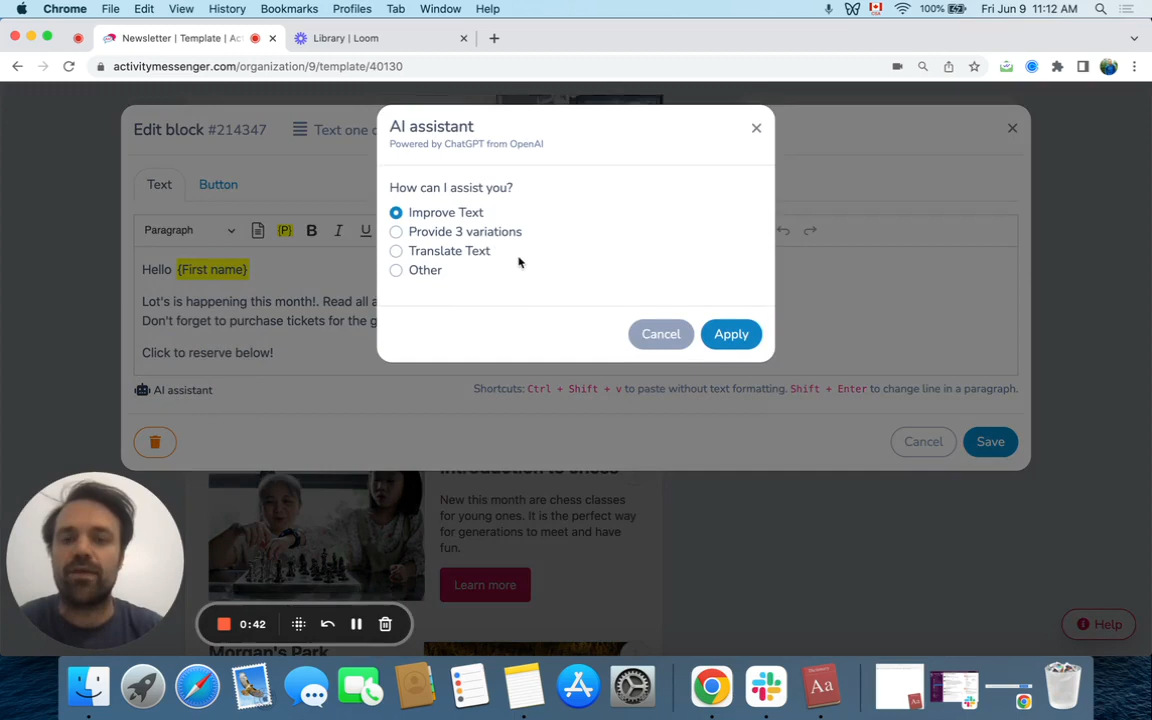 Chrome File Edit View History Bookmarks Profiles Tab Window Help 100% Fri Jun 9 11:12 AM
Newsletter | Template | Act
Library | Loom
activitymessenger.com/organization/9/template/40130
Edit block #214347
Text one c
AI assistant
Powered by ChatGPT from OpenAI
Text
Button
How can I assist you?
Improve Text
Provide 3 variations
Translate Text
Other
Cancel
Apply
Paragraph
{P} B I U
Hello {First name}
Lot's is happening this month!. Read all a
Don't forget to purchase tickets for the g
Click to reserve below!
AI assistant
Shortcuts: Ctrl + Shift + v to paste without text formatting. Shift + Enter to change line in a paragraph.
Cancel
Save
Introduction to Chess
New this month are chess classes
for young ones. It is the perfect way
for generations to meet and have
fun.
Learn more
0:42
Help
Morgan's Park
Aa